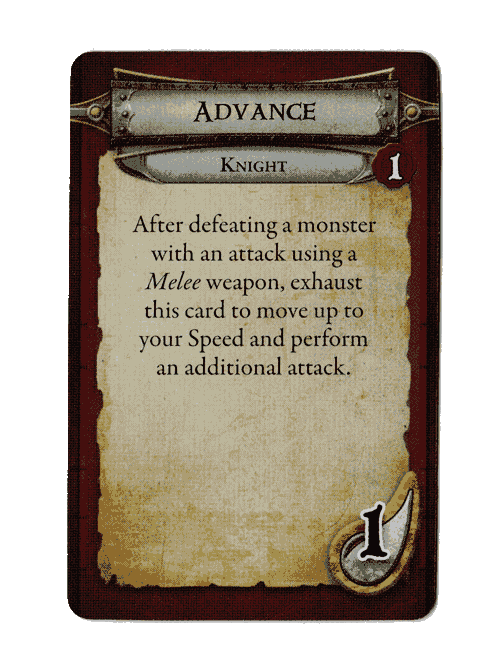 ADVANCE
KNIGHT
1
After defeating a monster
with an attack using a
Melee weapon, exhaust
this card to move up to
your Speed and perform
an additional attack.
1